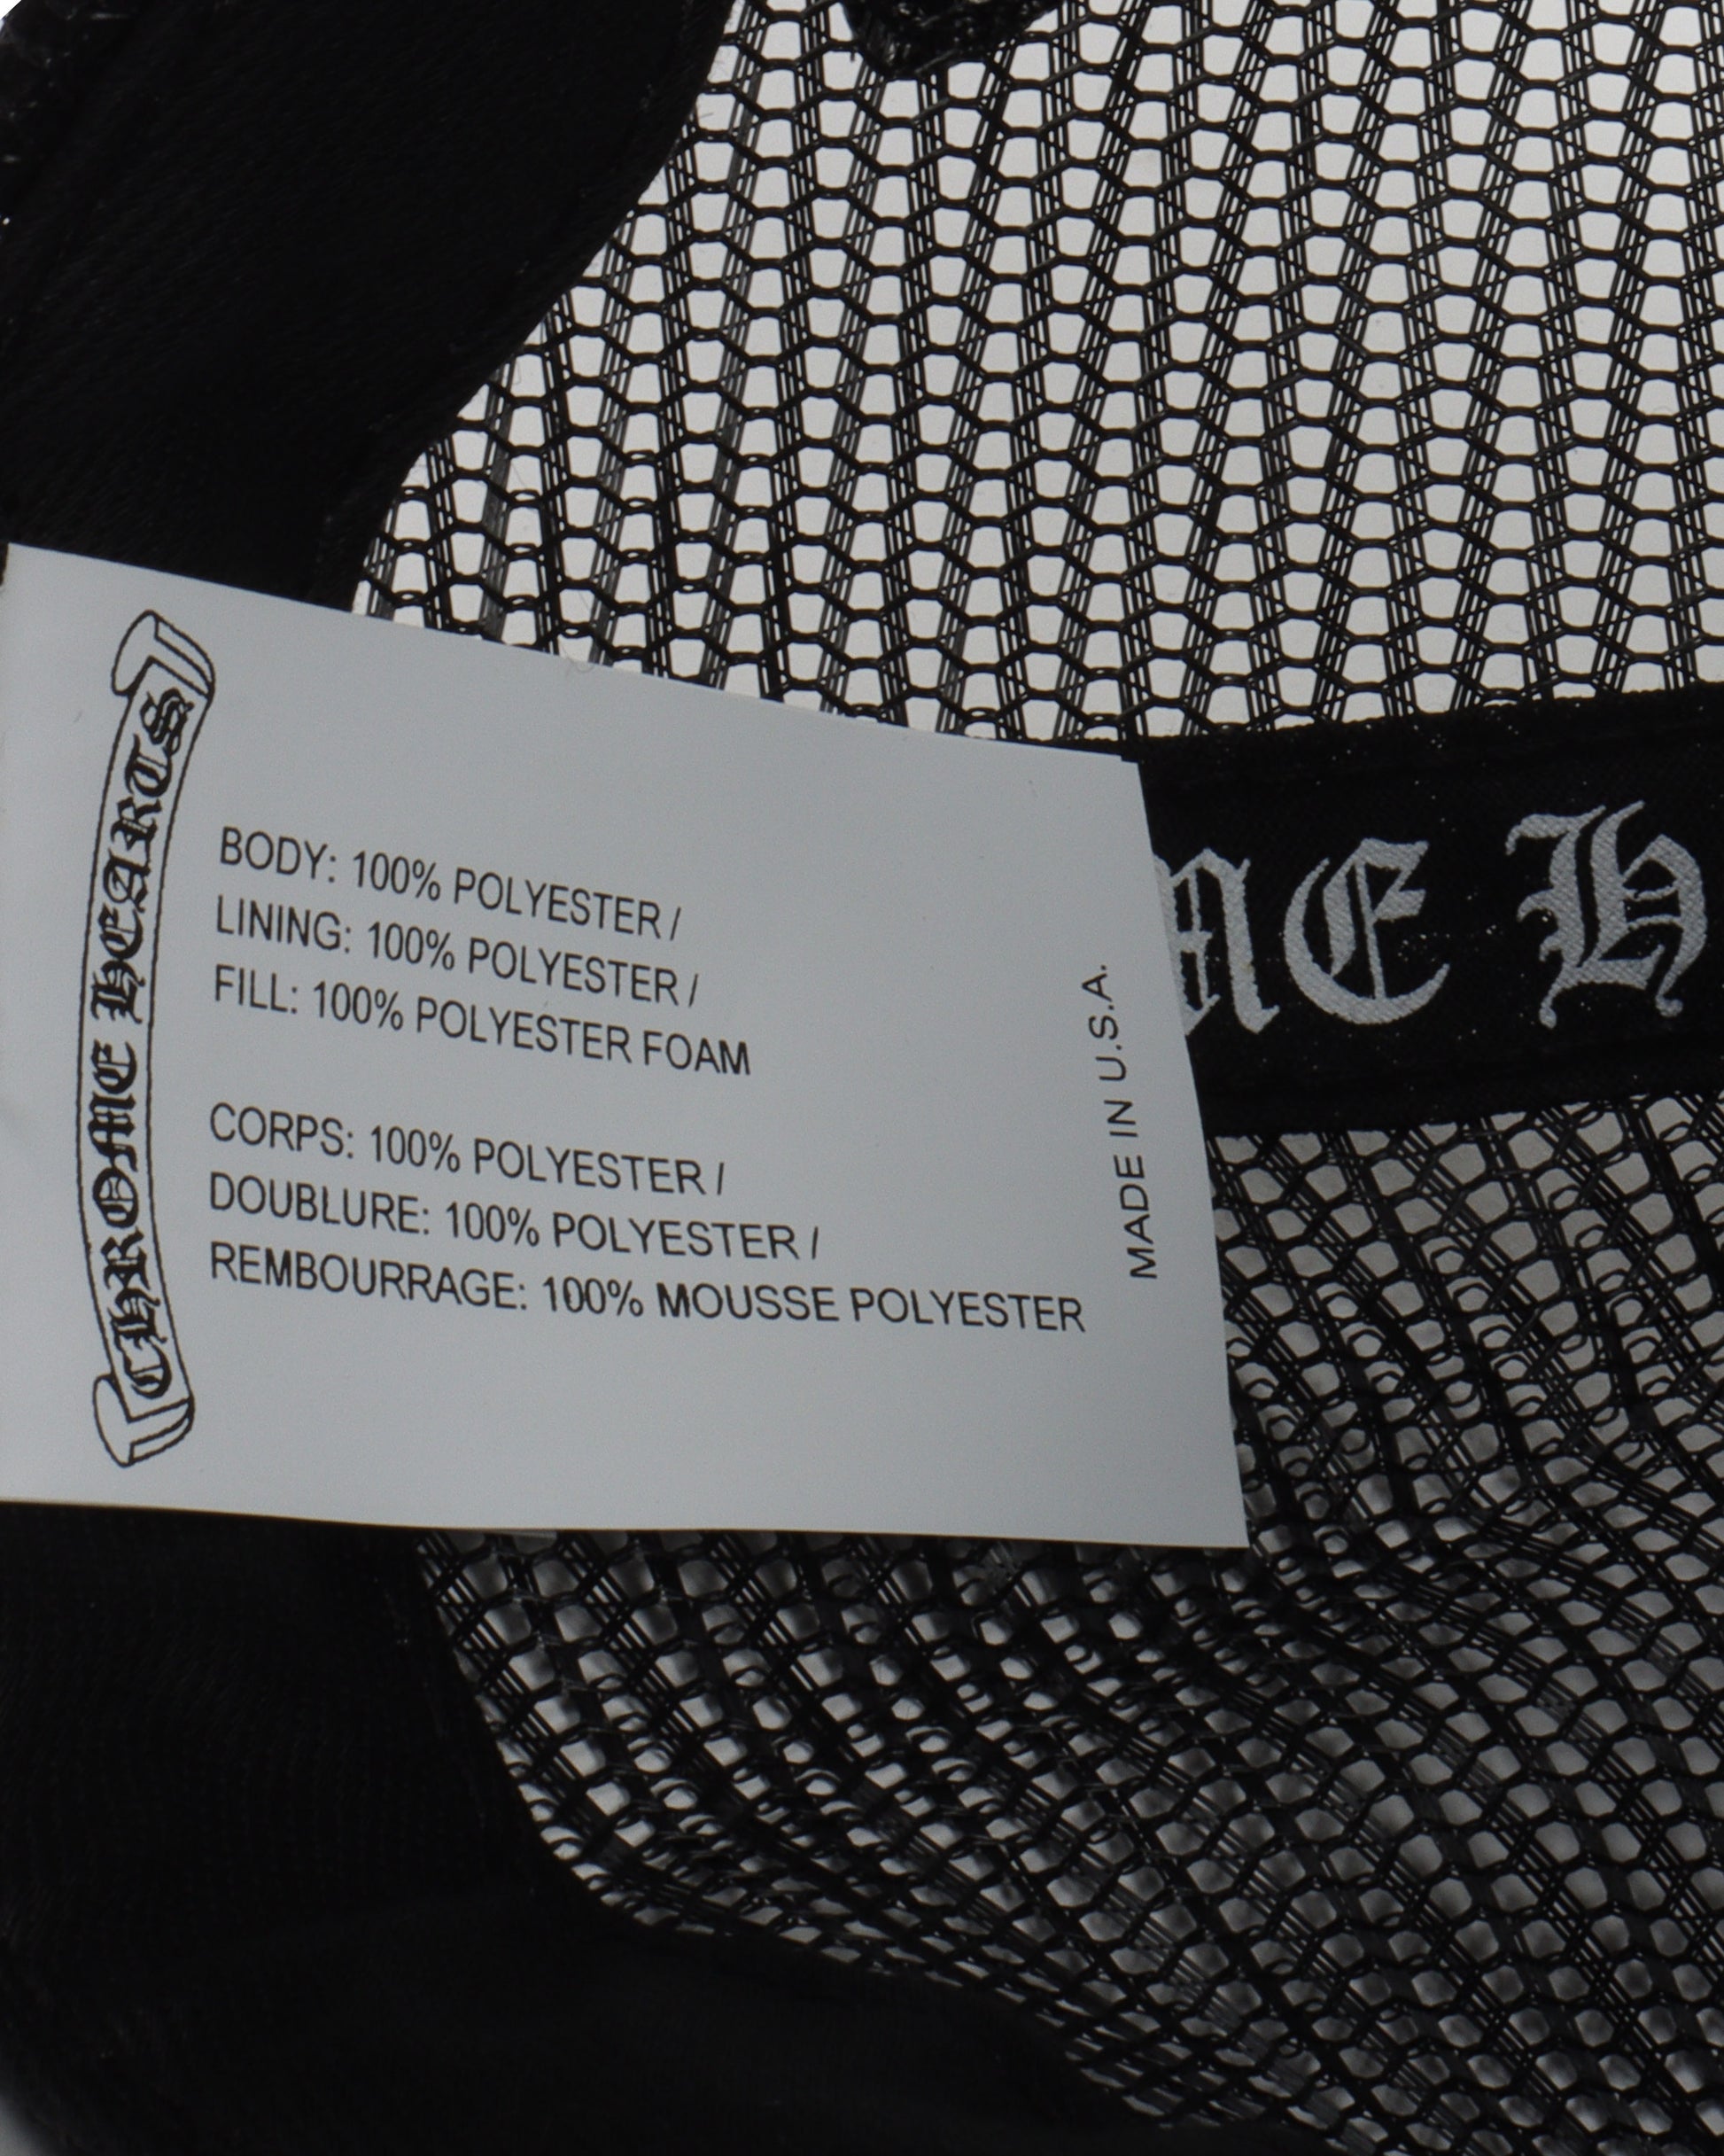 CHROME HEARTS
BODY: 100% POLYESTER /
LINING: 100% POLYESTER /
FILL: 100% POLYESTER FOAM
CORPS: 100% POLYESTER /
DOUBLURE: 100% POLYESTER /
REMBOURRAGE: 100% MOUSSE POLYESTER
MADE IN U.S.A.
ME H